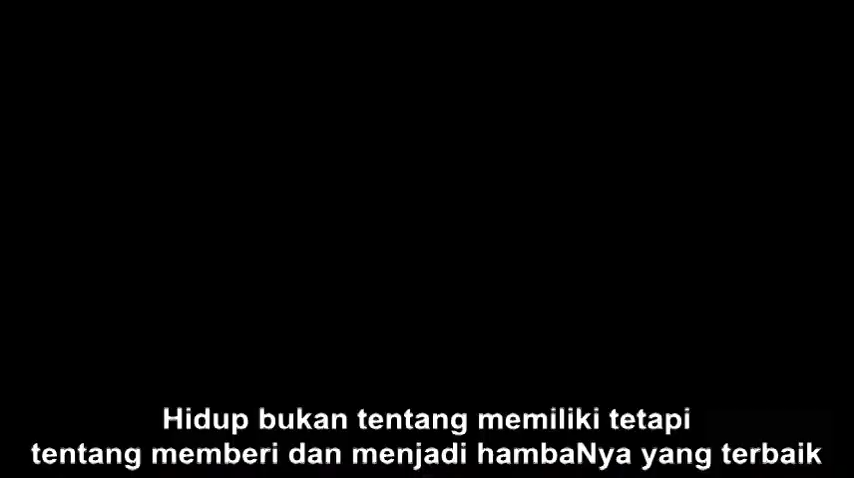 Hidup bukan tentang memiliki tetapi
tentang memberi dan menjadi hambaNya yang terbaik